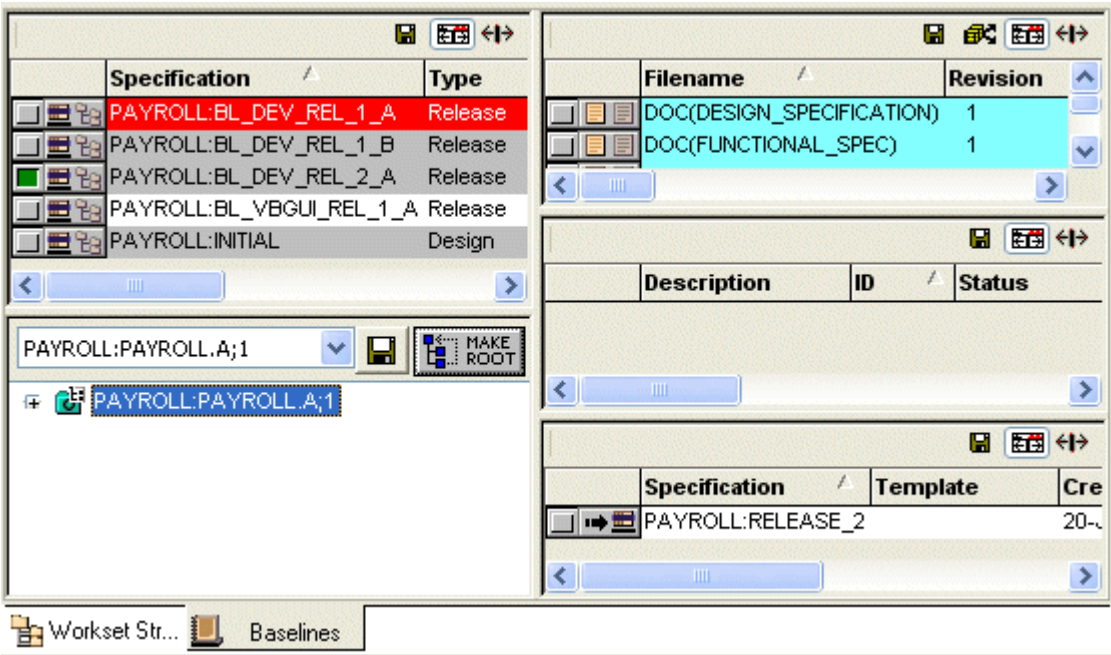 Specification Type
PAYROLL:BL_DEV_REL_1_A Release
PAYROLL:BL_DEV_REL_1_B Release
PAYROLL:BL_DEV_REL_2_A Release
PAYROLL:BL_VBGUI_REL_1_A Release
PAYROLL:INITIAL Design
PAYROLL:PAYROLL.A;1
MAKE
ROOT
PAYROLL:PAYROLL.A;1
Filename Revision
DOC(DESIGN_SPECIFICATION) 1
DOC(FUNCTIONAL_SPEC) 1
Description ID Status
Specification Template Cre
PAYROLL:RELEASE_2 20-
Workset Str... Baselines